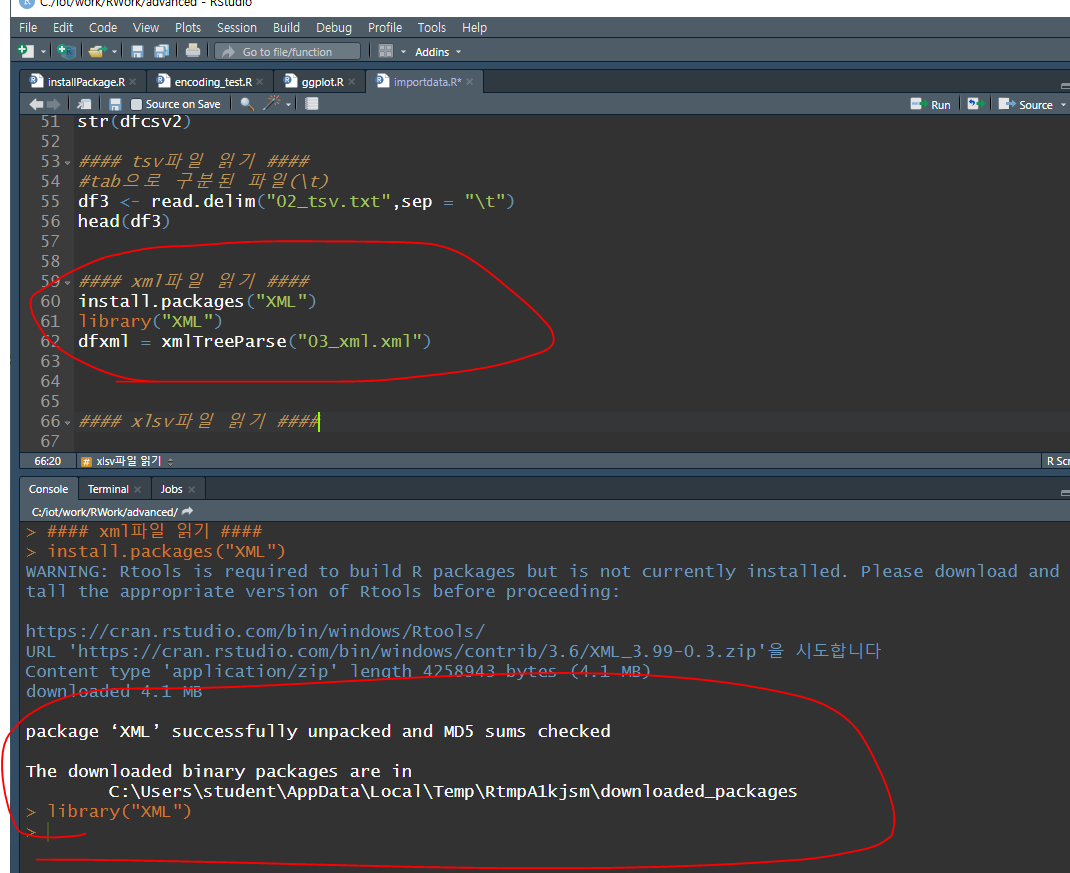 C:/iot/work/RWork/advanced - RStudio
File Edit Code View Plots Session Build Debug Profile Tools Help
Go to file/function Addins
installPackage.R encoding_test.R ggplot.R importdata.R*
Source on Save Run Source
51 str(dfcsv2)
52
53 #### tsv파일 읽기 ####
54 #tab으로 구분된 파일(\t)
55 df3 <- read.delim("02_tsv.txt",sep = "\t")
56 head(df3)
57
58
59 #### xml파일 읽기 ####
60 install.packages("XML")
61 library("XML")
62 dfxml = xmlTreeParse("03_xml.xml")
63
64
65
66 #### xlsv파일 읽기 ####
67
66:20 # xlsv파일 읽기 R Scr
Console Terminal Jobs
C:/iot/work/RWork/advanced/
> #### xml파일 읽기 ####
> install.packages("XML")
WARNING: Rtools is required to build R packages but is not currently installed. Please download and
tall the appropriate version of Rtools before proceeding:
https://cran.rstudio.com/bin/windows/Rtools/
URL 'https://cran.rstudio.com/bin/windows/contrib/3.6/XML_3.99-0.3.zip'을 시도합니다
Content type 'application/zip' length 4258943 bytes (4.1 MB)
downloaded 4.1 MB
package ‘XML’ successfully unpacked and MD5 sums checked
The downloaded binary packages are in
C:\Users\student\AppData\Local\Temp\RtmpA1kjsm\downloaded_packages
> library("XML")
>